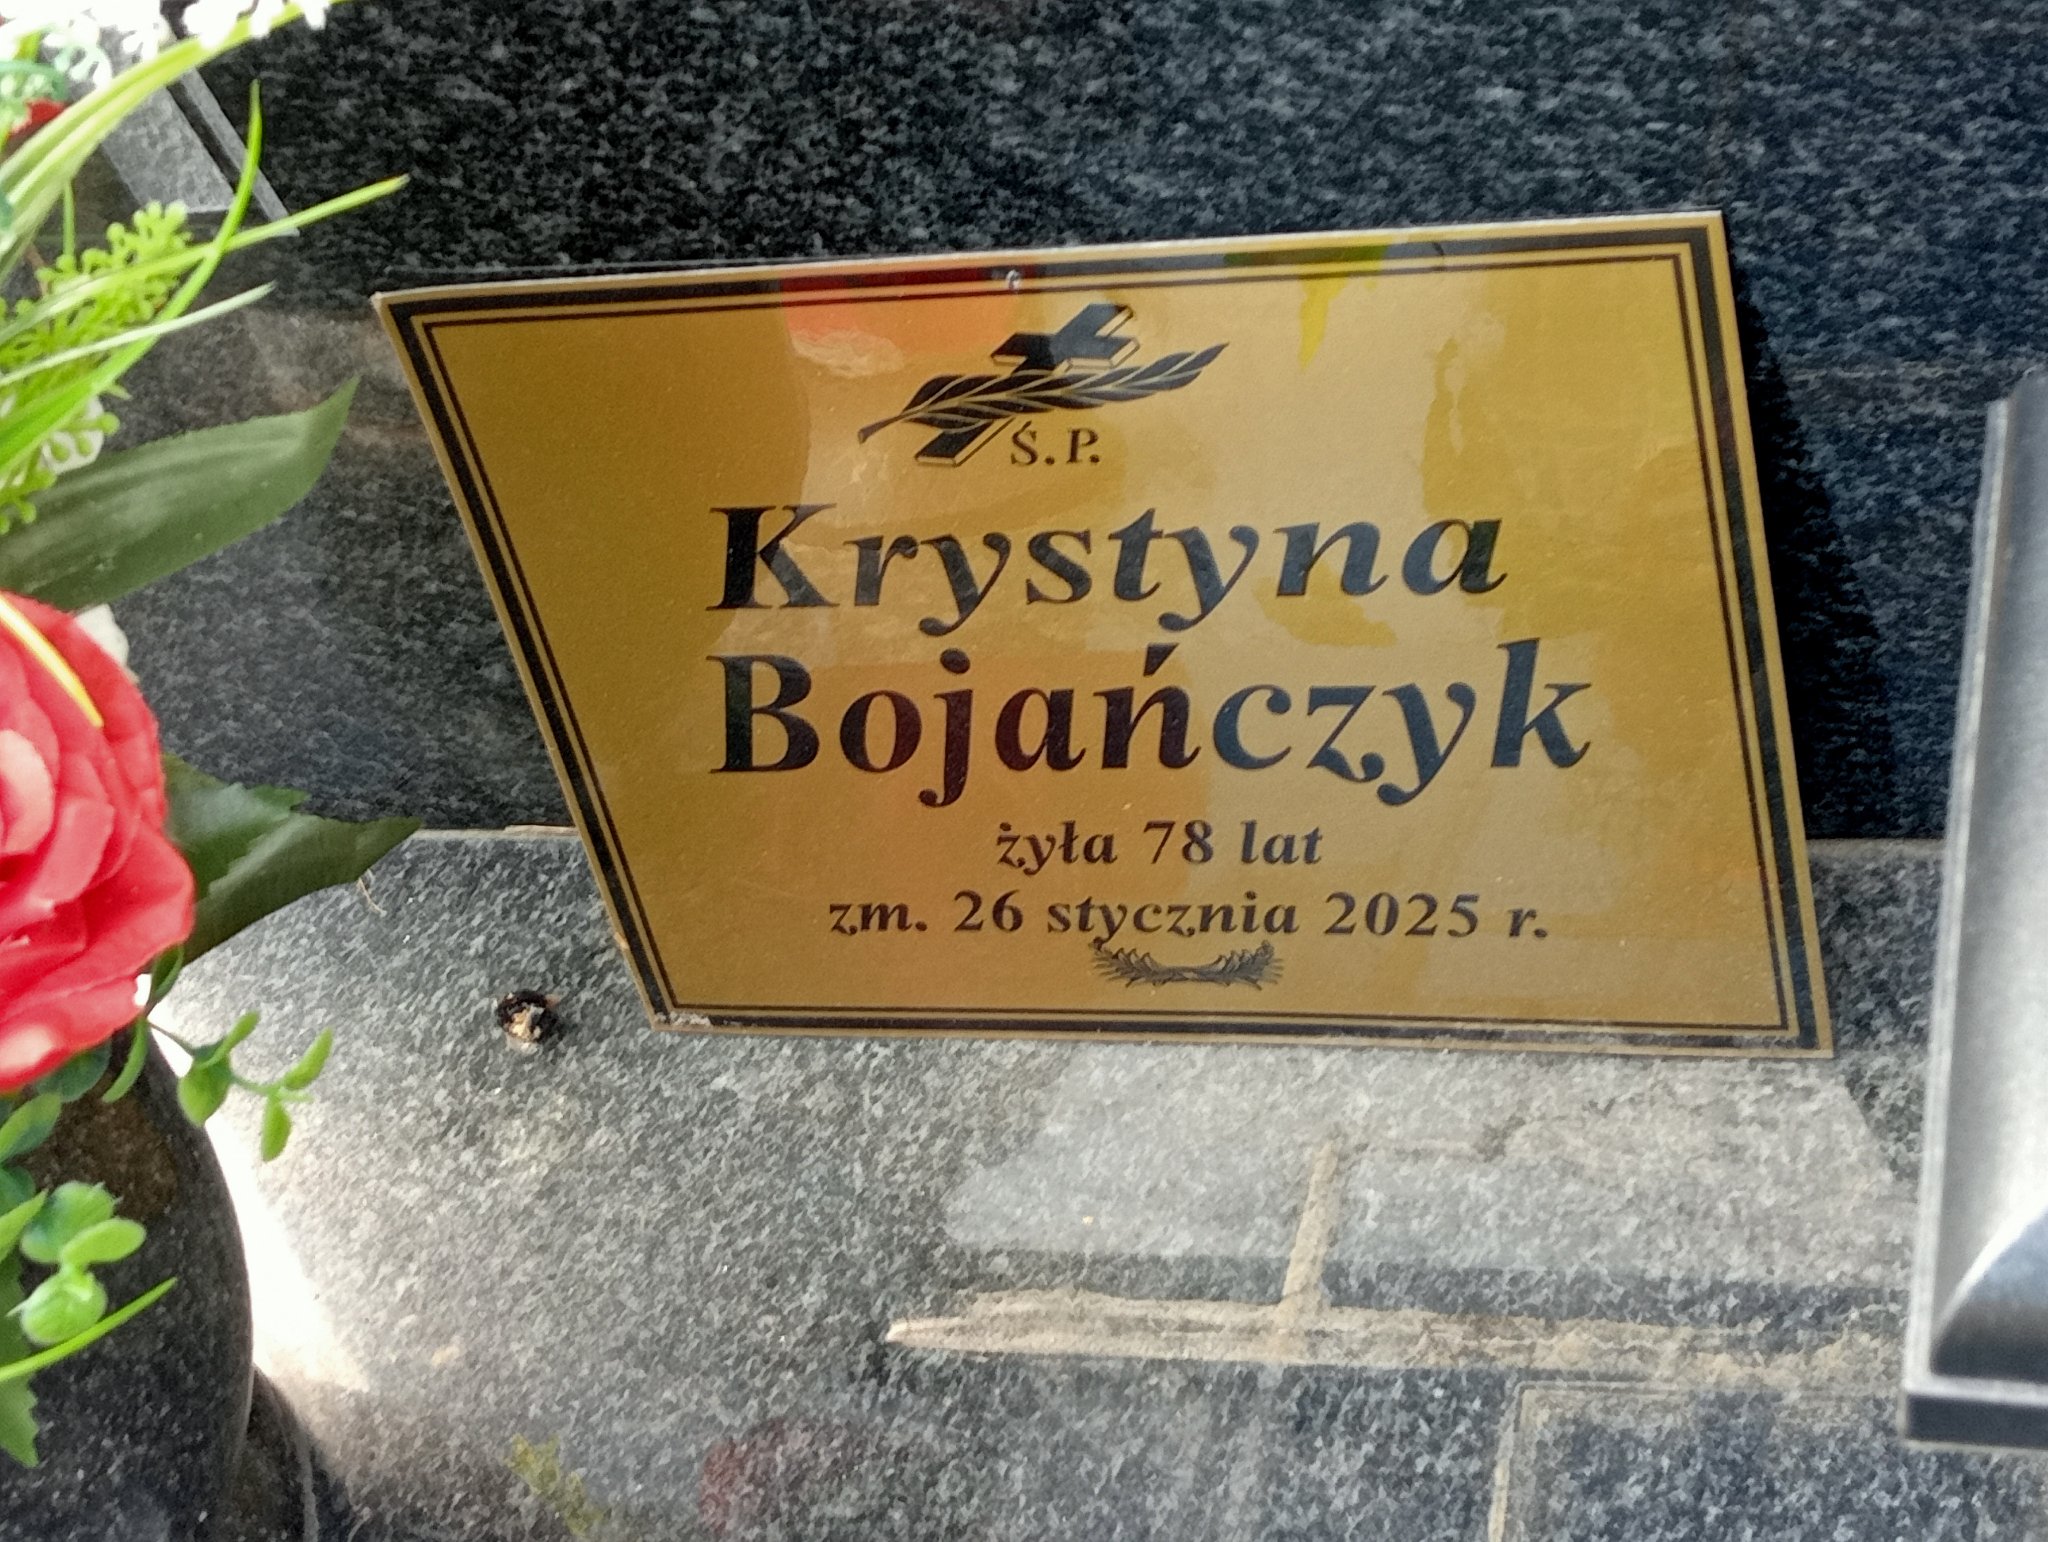 Ś.P.
Krystyna
Bojańczyk
żyła 78 lat
zm. 26 stycznia 2025 r.